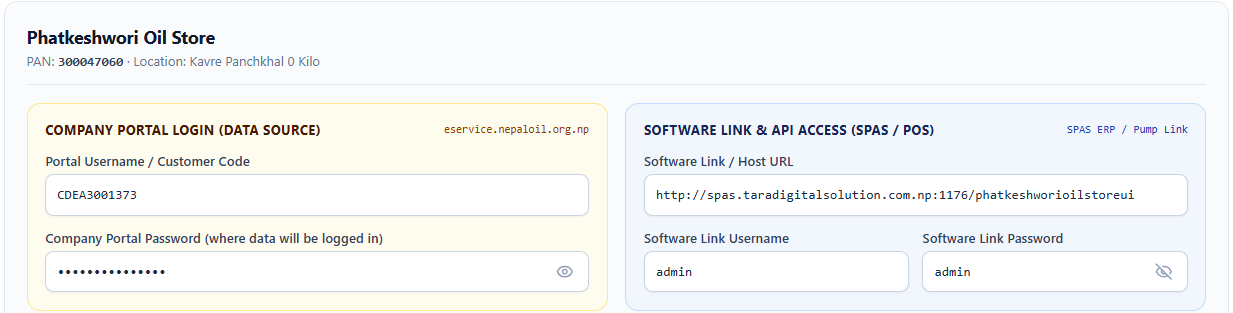 Phatkeshwori Oil Store
PAN: 300047060 · Location: Kavre Panchkhal 0 Kilo
COMPANY PORTAL LOGIN (DATA SOURCE)
eservice.nepaloil.org.np
Portal Username / Customer Code
CDEA3001373
Company Portal Password (where data will be logged in)
•••••••••••••••
SOFTWARE LINK & API ACCESS (SPAS / POS)
SPAS ERP / Pump Link
Software Link / Host URL
http://spas.taradigitalsolution.com.np:1176/phatkeshworioilstoreui
Software Link Username
admin
Software Link Password
admin